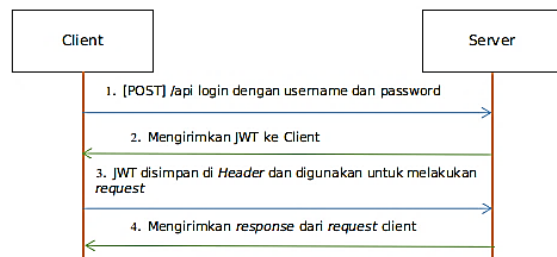 Client
Server
1. [POST] /api login dengan username dan password
2. Mengirimkan JWT ke Client
3. JWT disimpan di Header dan digunakan untuk melakukan
request
4. Mengirimkan response dari request client